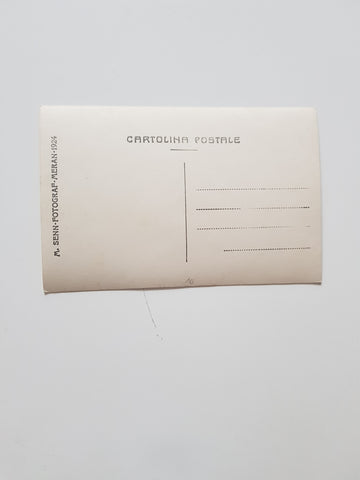 CARTOLINA POSTALE
M. SENN·FOTOGRAF·MERAN·1924